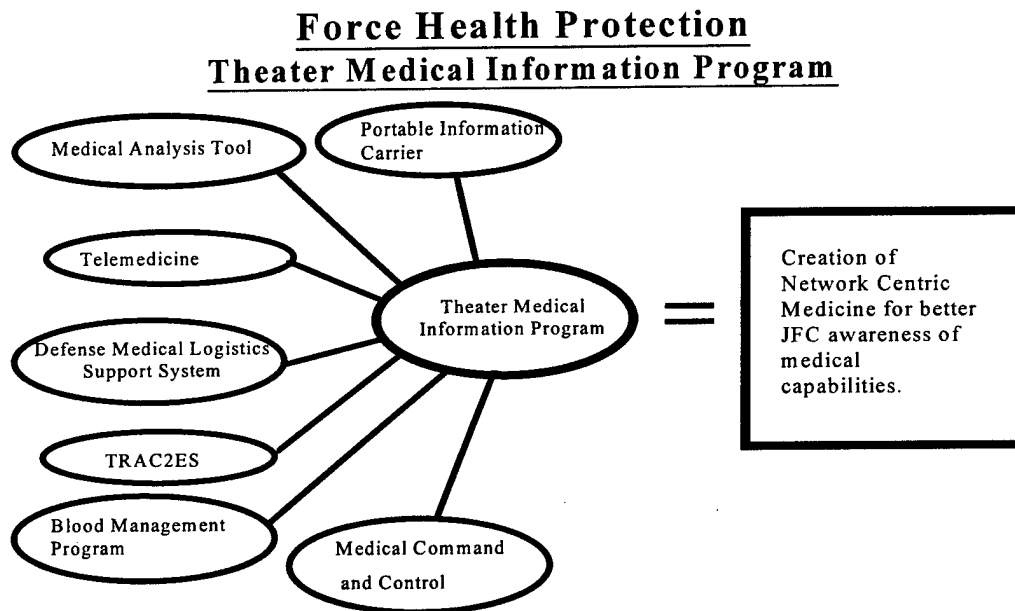 Force Health Protection
Theater Medical Information Program
Medical Analysis Tool
Portable Information
Carrier
Telemedicine
Theater Medical
Information Program
Defense Medical Logistics
Support System
TRAC2ES
Blood Management
Program
Medical Command
and Control
=
Creation of
Network Centric
Medicine for better
JFC awareness of
medical
capabilities.